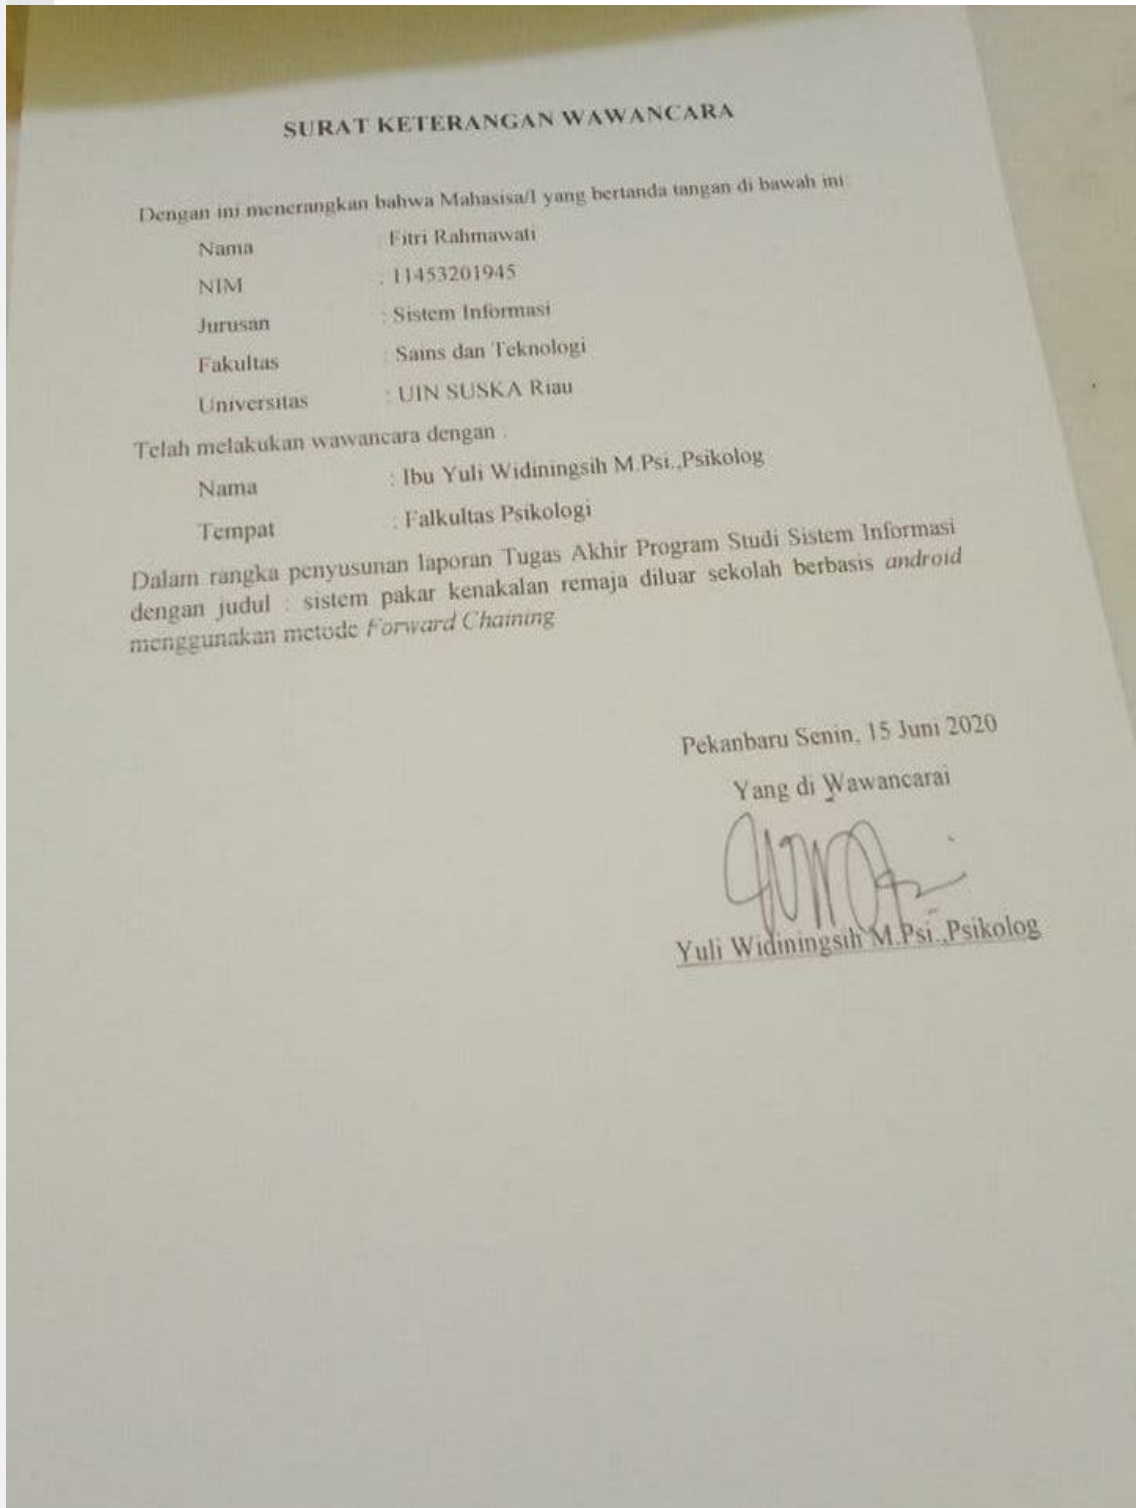 SURAT KETERANGAN WAWANCARA
Dengan ini menerangkan bahwa Mahasisa/I yang bertanda tangan di bawah ini
Nama : Fitri Rahmawati
NIM : 11453201945
Jurusan : Sistem Informasi
Fakultas : Sains dan Teknologi
Universitas : UIN SUSKA Riau
Telah melakukan wawancara dengan :
Nama : Ibu Yuli Widiningsih M.Psi.,Psikolog
Tempat : Falkultas Psikologi
Dalam rangka penyusunan laporan Tugas Akhir Program Studi Sistem Informasi
dengan judul : sistem pakar kenakalan remaja diluar sekolah berbasis android
menggunakan metode Forward Chaining
Pekanbaru Senin, 15 Juni 2020
Yang di Wawancarai
Yuli Widiningsih M.Psi.,Psikolog